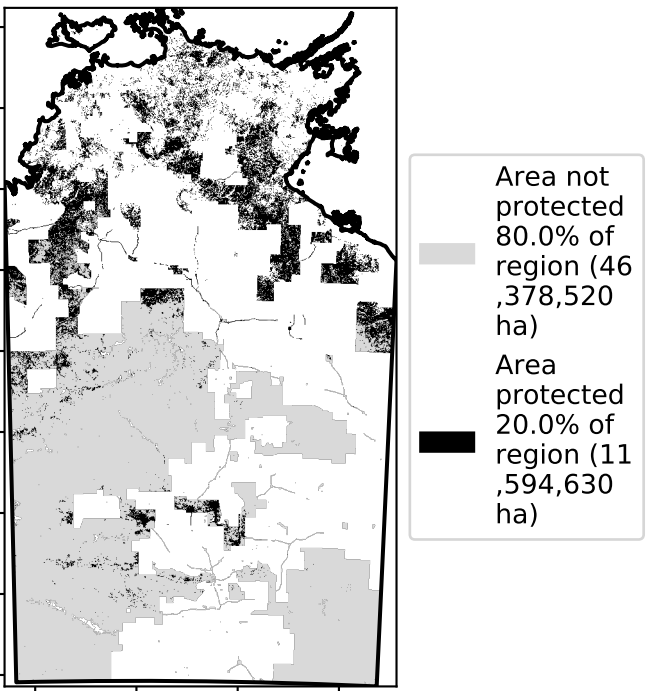 Area not
protected
80.0% of
region (46
,378,520
ha)
Area
protected
20.0% of
region (11
,594,630
ha)